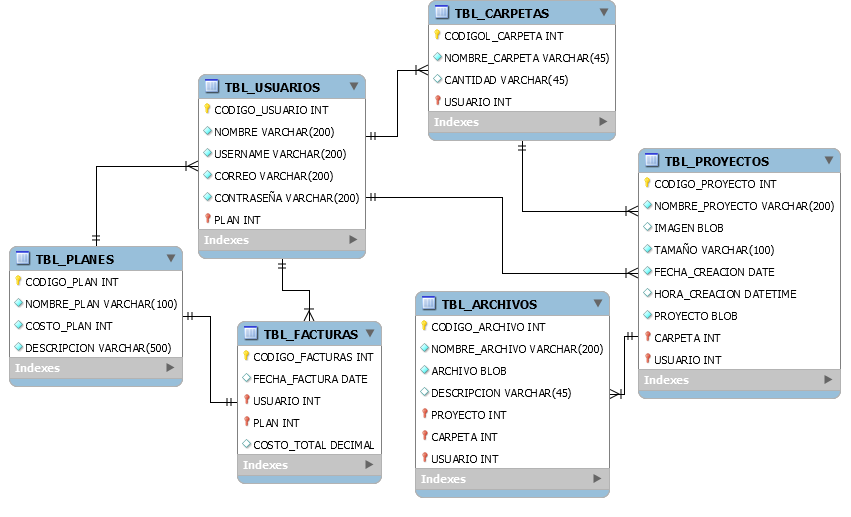 TBL_CARPETAS
CODIGOL_CARPETA INT
NOMBRE_CARPETA VARCHAR(45)
CANTIDAD VARCHAR(45)
USUARIO INT
Indexes
TBL_USUARIOS
CODIGO_USUARIO INT
NOMBRE VARCHAR(200)
USERNAME VARCHAR(200)
CORREO VARCHAR(200)
CONTRASEÑA VARCHAR(200)
PLAN INT
Indexes
TBL_PROYECTOS
CODIGO_PROYECTO INT
NOMBRE_PROYECTO VARCHAR(200)
IMAGEN BLOB
TAMAÑO VARCHAR(100)
FECHA_CREACION DATE
HORA_CREACION DATETIME
PROYECTO BLOB
CARPETA INT
USUARIO INT
Indexes
TBL_PLANES
CODIGO_PLAN INT
NOMBRE_PLAN VARCHAR(100)
COSTO_PLAN INT
DESCRIPCION VARCHAR(500)
Indexes
TBL_FACTURAS
CODIGO_FACTURAS INT
FECHA_FACTURA DATE
USUARIO INT
PLAN INT
COSTO_TOTAL DECIMAL
Indexes
TBL_ARCHIVOS
CODIGO_ARCHIVO INT
NOMBRE_ARCHIVO VARCHAR(200)
ARCHIVO BLOB
DESCRIPCION VARCHAR(45)
PROYECTO INT
CARPETA INT
USUARIO INT
Indexes